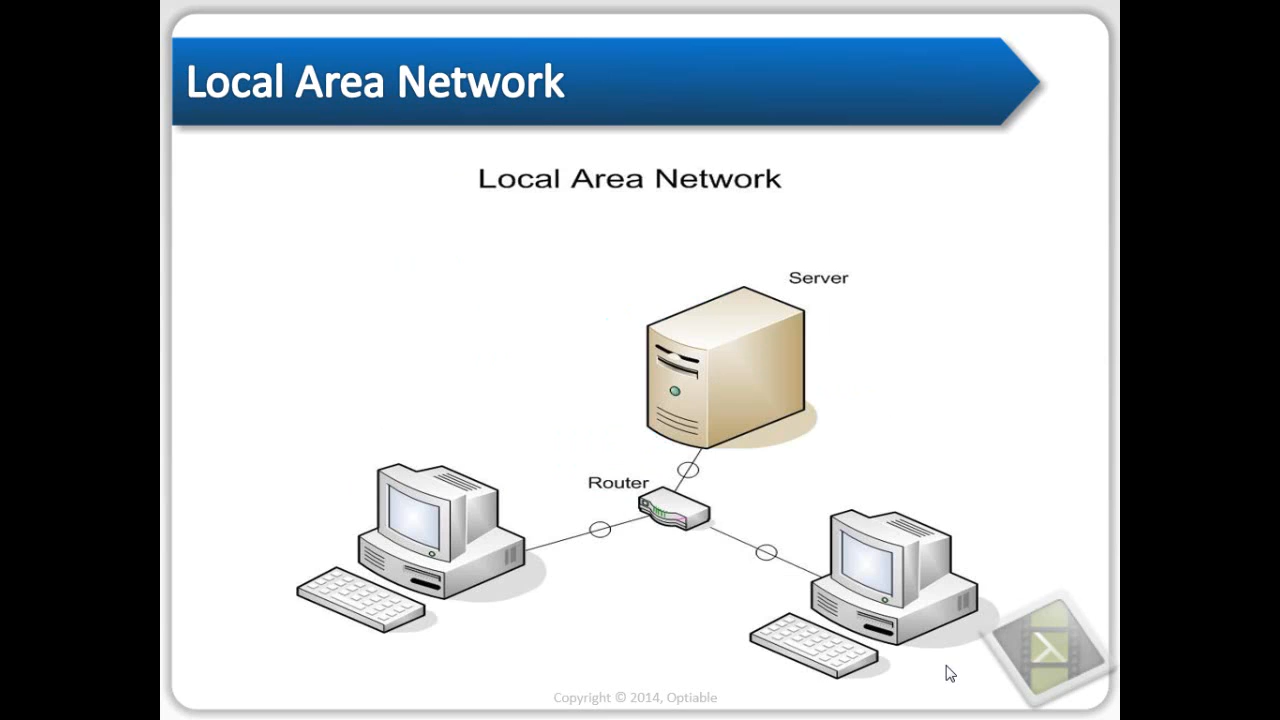 Local Area Network
Local Area Network
Server
Router
Copyright © 2014, Optiable